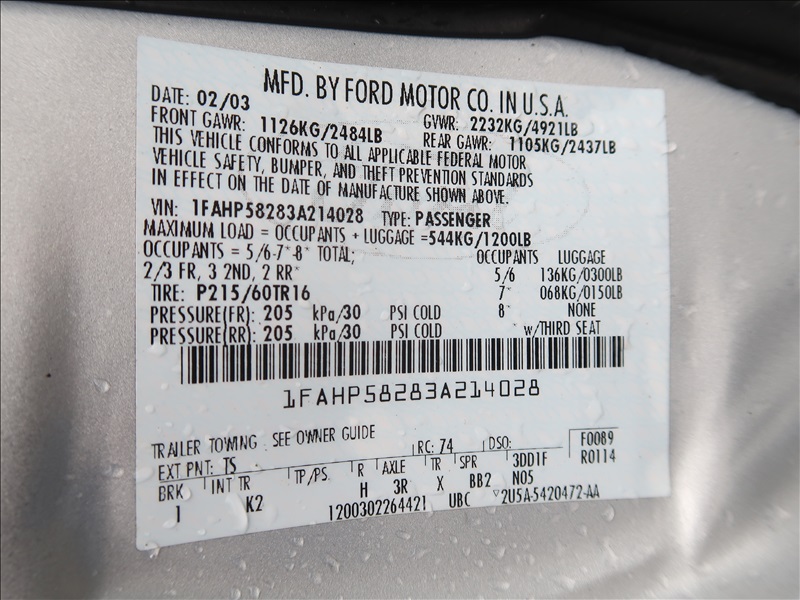 MFD. BY FORD MOTOR CO. IN U.S.A.
DATE: 02/03 GVWR: 2232KG/4921LB
FRONT GAWR: 1126KG/2484LB REAR GAWR: 1105KG/2437LB
THIS VEHICLE CONFORMS TO ALL APPLICABLE FEDERAL MOTOR
VEHICLE SAFETY, BUMPER, AND THEFT PREVENTION STANDARDS
IN EFFECT ON THE DATE OF MANUFACTURE SHOWN ABOVE.
VIN: 1FAHP58283A214028 TYPE: PASSENGER
MAXIMUM LOAD = OCCUPANTS + LUGGAGE =544KG/1200LB
OCCUPANTS = 5/6-7*-8* TOTAL; OCCUPANTS LUGGAGE
2/3 FR, 3 2ND, 2 RR* 5/6 136KG/0300LB
TIRE: P215/60TR16 7* 068KG/0150LB
PRESSURE(FR): 205 kPa/30 PSI COLD 8* NONE
PRESSURE(RR): 205 kPa/30 PSI COLD * w/THIRD SEAT
1FAHP58283A214028
TRAILER TOWING - SEE OWNER GUIDE
EXT PNT: TS RC: 74 DSO: F0089
BRK INT TR TP/PS R AXLE TR SPR 3DD1F R0114
1 K2 H 3R X BB2 N05
1200302264421 UBC ▽2U5A-5420472-AA